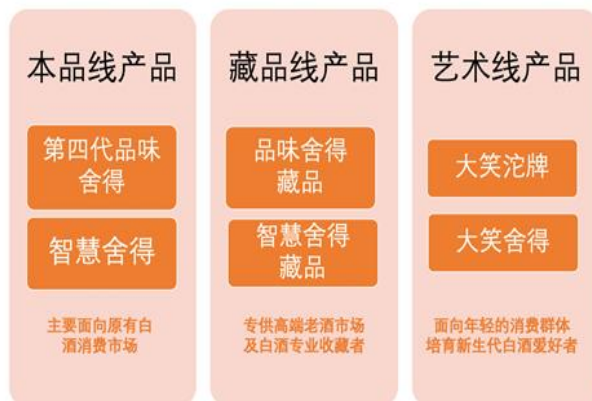 本品线产品
第四代品味
舍得
智慧舍得
主要面向原有白
酒消费市场
藏品线产品
品味舍得
藏品
智慧舍得
藏品
专供高端老酒市场
及白酒专业收藏者
艺术线产品
大笑沱牌
大笑舍得
面向年轻的消费群体
培育新生代白酒爱好者